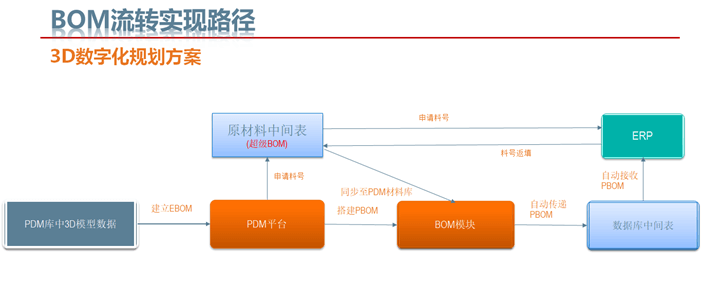 BOM流转实现路径
3D数字化规划方案
原材料中间表
(超级BOM)
申请料号
ERP
料号返填
申请料号
同步至PDM材料库
自动接收
PBOM
PDM库中3D模型数据
建立EBOM
PDM平台
搭建PBOM
BOM模块
自动传递
PBOM
数据库中间表